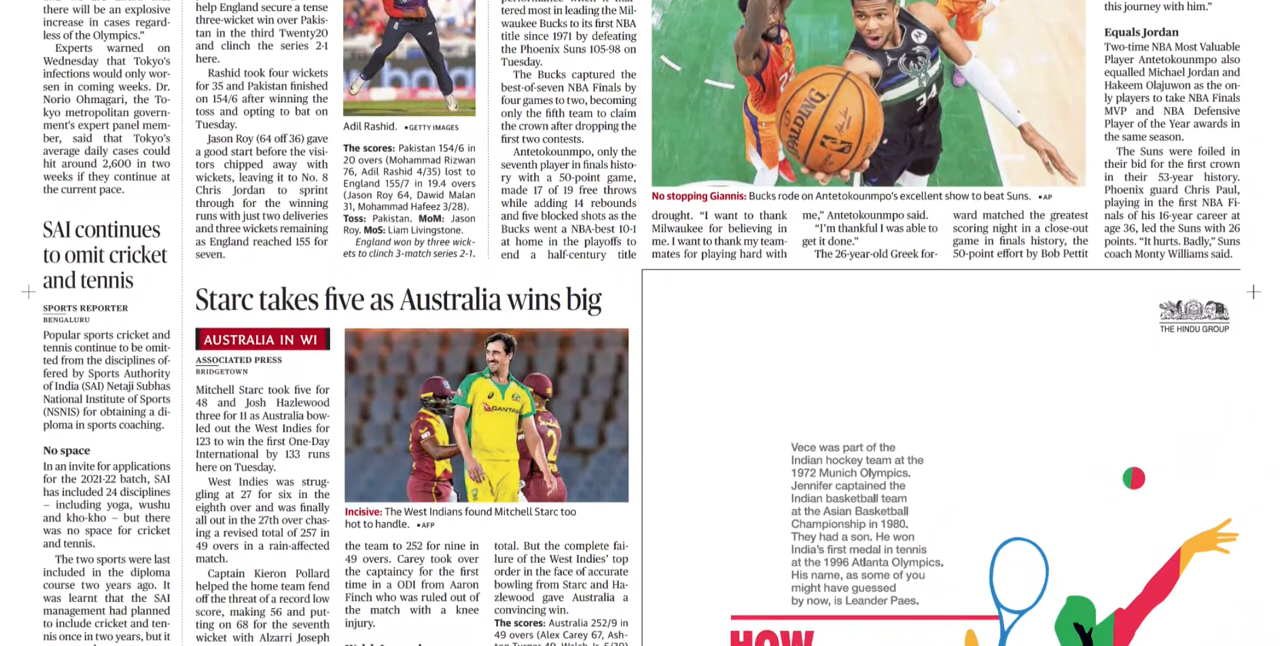 there will be an explosive
increase in cases regard-
less of the Olympics.”
Experts warned on
Wednesday that Tokyo’s
infections would only wor-
sen in coming weeks. Dr.
Norio Ohmagari, the To-
kyo metropolitan govern-
ment’s expert panel mem-
ber, said that Tokyo’s
average daily cases could
hit around 2,600 in two
weeks if they continue at
the current pace.
SAI continues
to omit cricket
and tennis
SPORTS REPORTER
BENGALURU
Popular sports cricket and
tennis continue to be omit-
ted from the disciplines of-
fered by Sports Authority
of India (SAI) Netaji Subhas
National Institute of Sports
(NSNIS) for obtaining a di-
ploma in sports coaching.
No space
In an invite for applications
for the 2021-22 batch, SAI
has included 24 disciplines
– including yoga, wushu
and kho-kho – but there
was no space for cricket
and tennis.
The two sports were last
included in the diploma
course two years ago. It
was learnt that the SAI
management had planned
to include cricket and ten-
nis once in two years, but it
help England secure a tense
three-wicket win over Pakis-
tan in the third Twenty20
and clinch the series 2-1
here.
Rashid took four wickets
for 35 and Pakistan finished
on 154/6 after winning the
toss and opting to bat on
Tuesday.
Jason Roy (64 off 36) gave
a good start before the visi-
tors chipped away with
wickets, leaving it to No. 8
Chris Jordan to sprint
through for the winning
runs with just two deliveries
and three wickets remaining
as England reached 155 for
seven.
Adil Rashid. •GETTY IMAGES
The scores: Pakistan 154/6 in
20 overs (Mohammad Rizwan
76, Adil Rashid 4/35) lost to
England 155/7 in 19.4 overs
(Jason Roy 64, Dawid Malan
31, Mohammad Hafeez 3/28).
Toss: Pakistan. MoM: Jason
Roy. MoS: Liam Livingstone.
England won by three wick-
ets to clinch 3-match series 2-1.
tered most in leading the Mil-
waukee Bucks to its first NBA
title since 1971 by defeating
the Phoenix Suns 105-98 on
Tuesday.
The Bucks captured the
best-of-seven NBA Finals by
four games to two, becoming
only the fifth team to claim
the crown after dropping the
first two contests.
Antetokounmpo, only the
seventh player in finals histo-
ry with a 50-point game,
made 17 of 19 free throws
while adding 14 rebounds
and five blocked shots as the
Bucks went a NBA-best 10-1
at home in the playoffs to
end a half-century title
SPALDING
34
22
No stopping Giannis: Bucks rode on Antetokounmpo’s excellent show to beat Suns. •AP
drought. “I want to thank
Milwaukee for believing in
me. I want to thank my team-
mates for playing hard with
me,” Antetokounmpo said.
“I’m thankful I was able to
get it done.”
The 26-year-old Greek for-
ward matched the greatest
scoring night in a close-out
game in finals history, the
50-point effort by Bob Pettit
this journey with him.”
Equals Jordan
Two-time NBA Most Valuable
Player Antetokounmpo also
equalled Michael Jordan and
Hakeem Olajuwon as the on-
ly players to take NBA Finals
MVP and NBA Defensive
Player of the Year awards in
the same season.
The Suns were foiled in
their bid for the first crown
in their 53-year history.
Phoenix guard Chris Paul,
playing in the first NBA Fi-
nals of his 16-year career at
age 36, led the Suns with 26
points. “It hurts. Badly,” Suns
coach Monty Williams said.
Starc takes five as Australia wins big
AUSTRALIA IN WI
ASSOCIATED PRESS
BRIDGETOWN
Mitchell Starc took five for
48 and Josh Hazlewood
three for 11 as Australia bow-
led out the West Indies for
123 to win the first One-Day
International by 133 runs
here on Tuesday.
West Indies was strug-
gling at 27 for six in the
eighth over and was finally
all out in the 27th over chas-
ing a revised total of 257 in
49 overs in a rain-affected
match.
Captain Kieron Pollard
helped the home team fend
off the threat of a record low
score, making 56 and put-
ting on 68 for the seventh
wicket with Alzarri Joseph
QANTAS
Incisive: The West Indians found Mitchell Starc too
hot to handle. •AFP
the team to 252 for nine in
49 overs. Carey took over
the captaincy for the first
time in a ODI from Aaron
Finch who was ruled out of
the match with a knee
injury.
total. But the complete fai-
lure of the West Indies’ top
order in the face of accurate
bowling from Starc and Ha-
zlewood gave Australia a
convincing win.
The scores: Australia 252/9 in
49 overs (Alex Carey 67, Ash-
THE HINDU GROUP
Vece was part of the
Indian hockey team at the
1972 Munich Olympics.
Jennifer captained the
Indian basketball team
at the Asian Basketball
Championship in 1980.
They had a son. He won
India’s first medal in tennis
at the 1996 Atlanta Olympics.
His name, as some of you
might have guessed
by now, is Leander Paes.
HOW